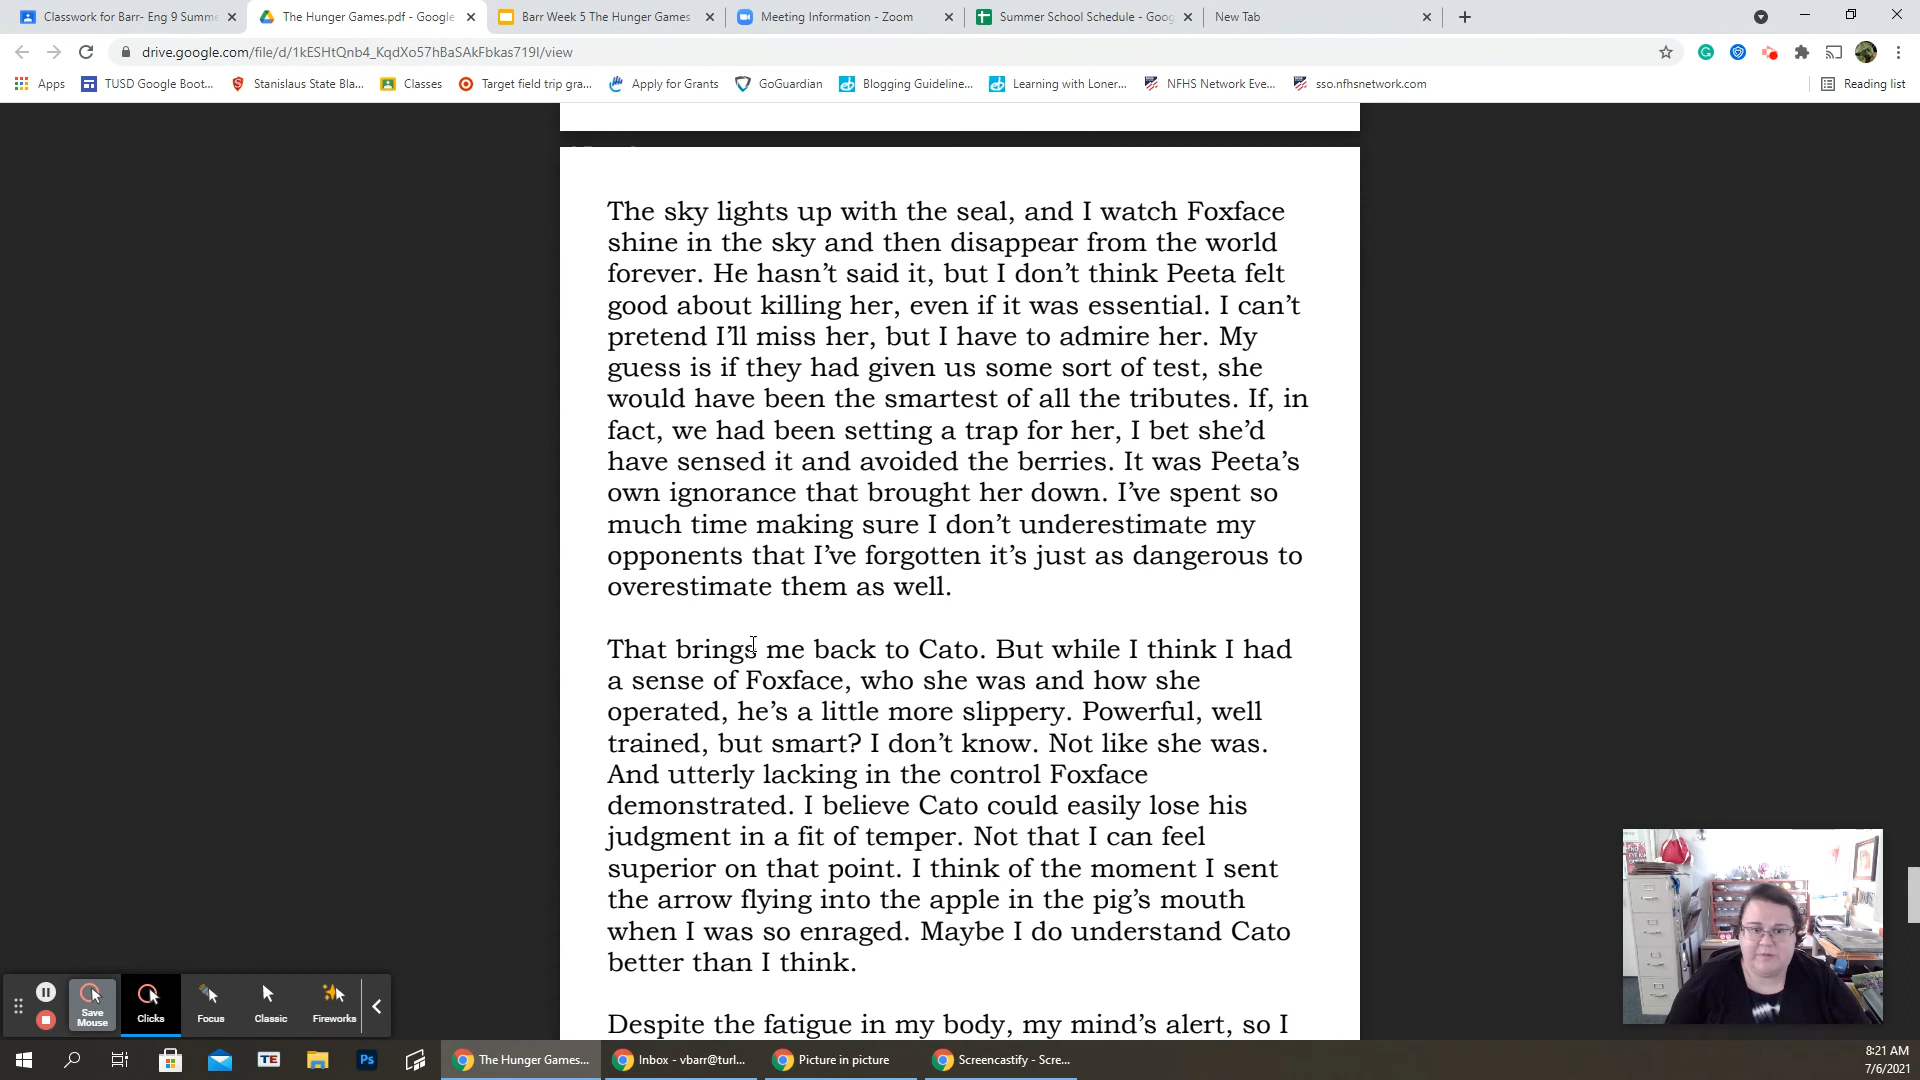 Classwork for Barr- Eng 9 Summe
The Hunger Games.pdf - Google
Barr Week 5 The Hunger Games
Meeting Information - Zoom
Summer School Schedule - Goog
New Tab
drive.google.com/file/d/1kESHtQnb4_KqdXo57hBaSAkFbkas719I/view
Apps
TUSD Google Boot...
Stanislaus State Bla...
Classes
Target field trip gra...
Apply for Grants
GoGuardian
Blogging Guideline...
Learning with Loner...
NFHS Network Eve...
sso.nfhsnetwork.com
Reading list
The sky lights up with the seal, and I watch Foxface
shine in the sky and then disappear from the world
forever. He hasn’t said it, but I don’t think Peeta felt
good about killing her, even if it was essential. I can’t
pretend I’ll miss her, but I have to admire her. My
guess is if they had given us some sort of test, she
would have been the smartest of all the tributes. If, in
fact, we had been setting a trap for her, I bet she’d
have sensed it and avoided the berries. It was Peeta’s
own ignorance that brought her down. I’ve spent so
much time making sure I don’t underestimate my
opponents that I’ve forgotten it’s just as dangerous to
overestimate them as well.
That brings me back to Cato. But while I think I had
a sense of Foxface, who she was and how she
operated, he’s a little more slippery. Powerful, well
trained, but smart? I don’t know. Not like she was.
And utterly lacking in the control Foxface
demonstrated. I believe Cato could easily lose his
judgment in a fit of temper. Not that I can feel
superior on that point. I think of the moment I sent
the arrow flying into the apple in the pig’s mouth
when I was so enraged. Maybe I do understand Cato
better than I think.
Despite the fatigue in my body, my mind’s alert, so I
Save
Mouse
Clicks
Focus
Classic
Fireworks
TE
Ps
The Hunger Games...
Inbox - vbarr@turl...
Picture in picture
Screencastify - Scre...
8:21 AM
7/6/2021